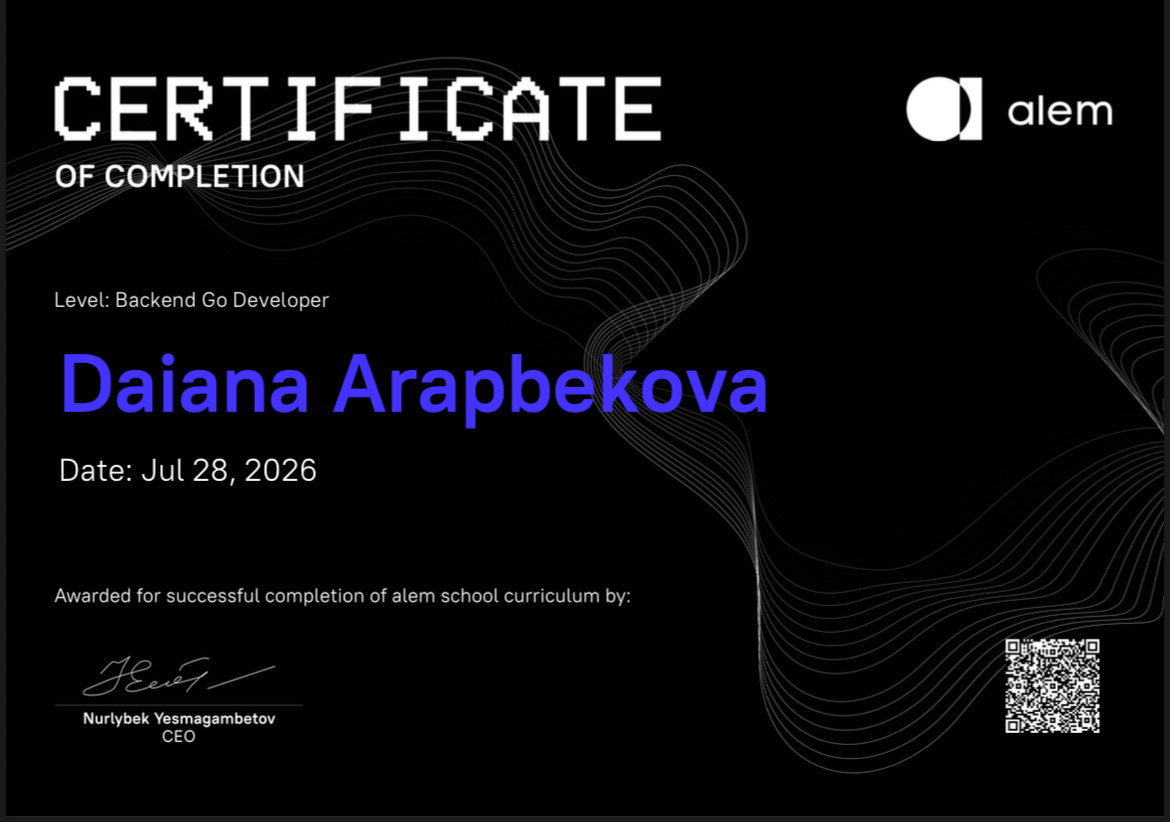 CERTIFICATE
alem
OF COMPLETION
Level: Backend Go Developer
Daiana Arapbekova
Date: Jul 28, 2026
Awarded for successful completion of alem school curriculum by:
Nurlybek Yesmagambetov
CEO